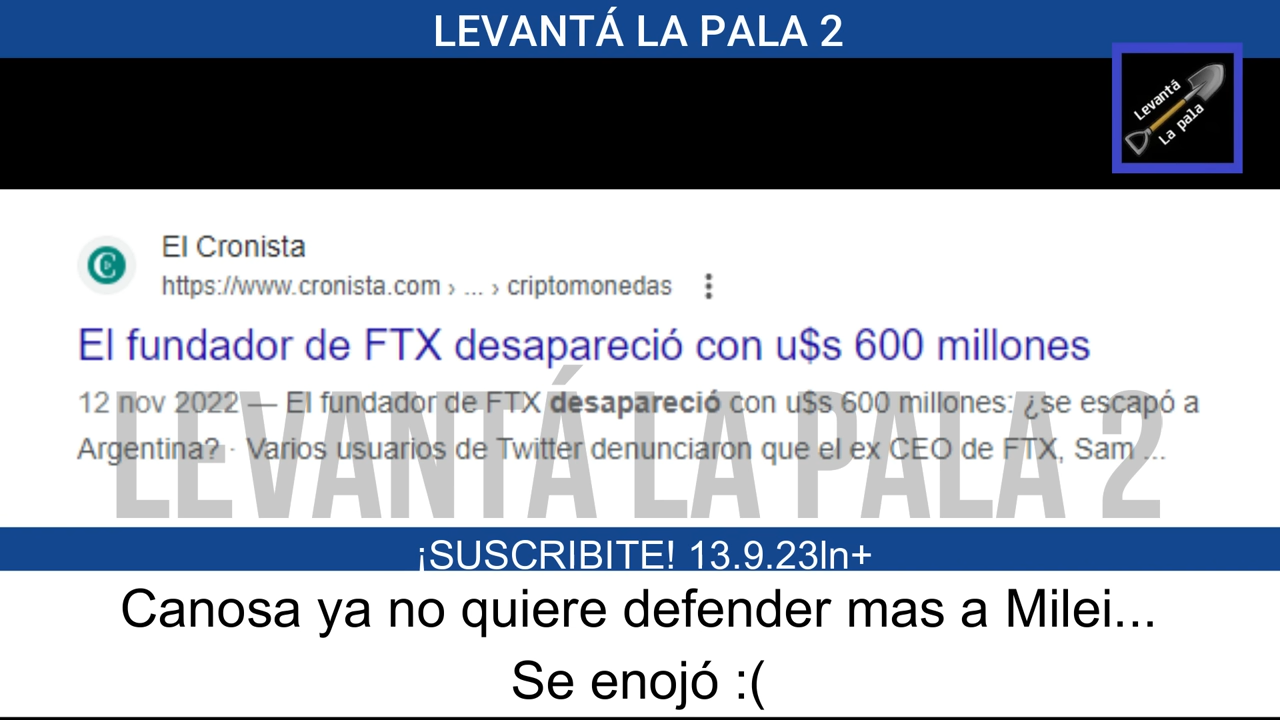 LEVANTÁ LA PALA 2
Levantá
La pala
El Cronista
https://www.cronista.com › ... › criptomonedas
El fundador de FTX desapareció con u$s 600 millones
12 nov 2022 — El fundador de FTX desapareció con u$s 600 millones: ¿se escapó a
Argentina? · Varios usuarios de Twitter denunciaron que el ex CEO de FTX, Sam ...
LEVANTÁ LA PALA 2
¡SUSCRIBITE! 13.9.23ln+
Canosa ya no quiere defender mas a Milei...
Se enojó :(